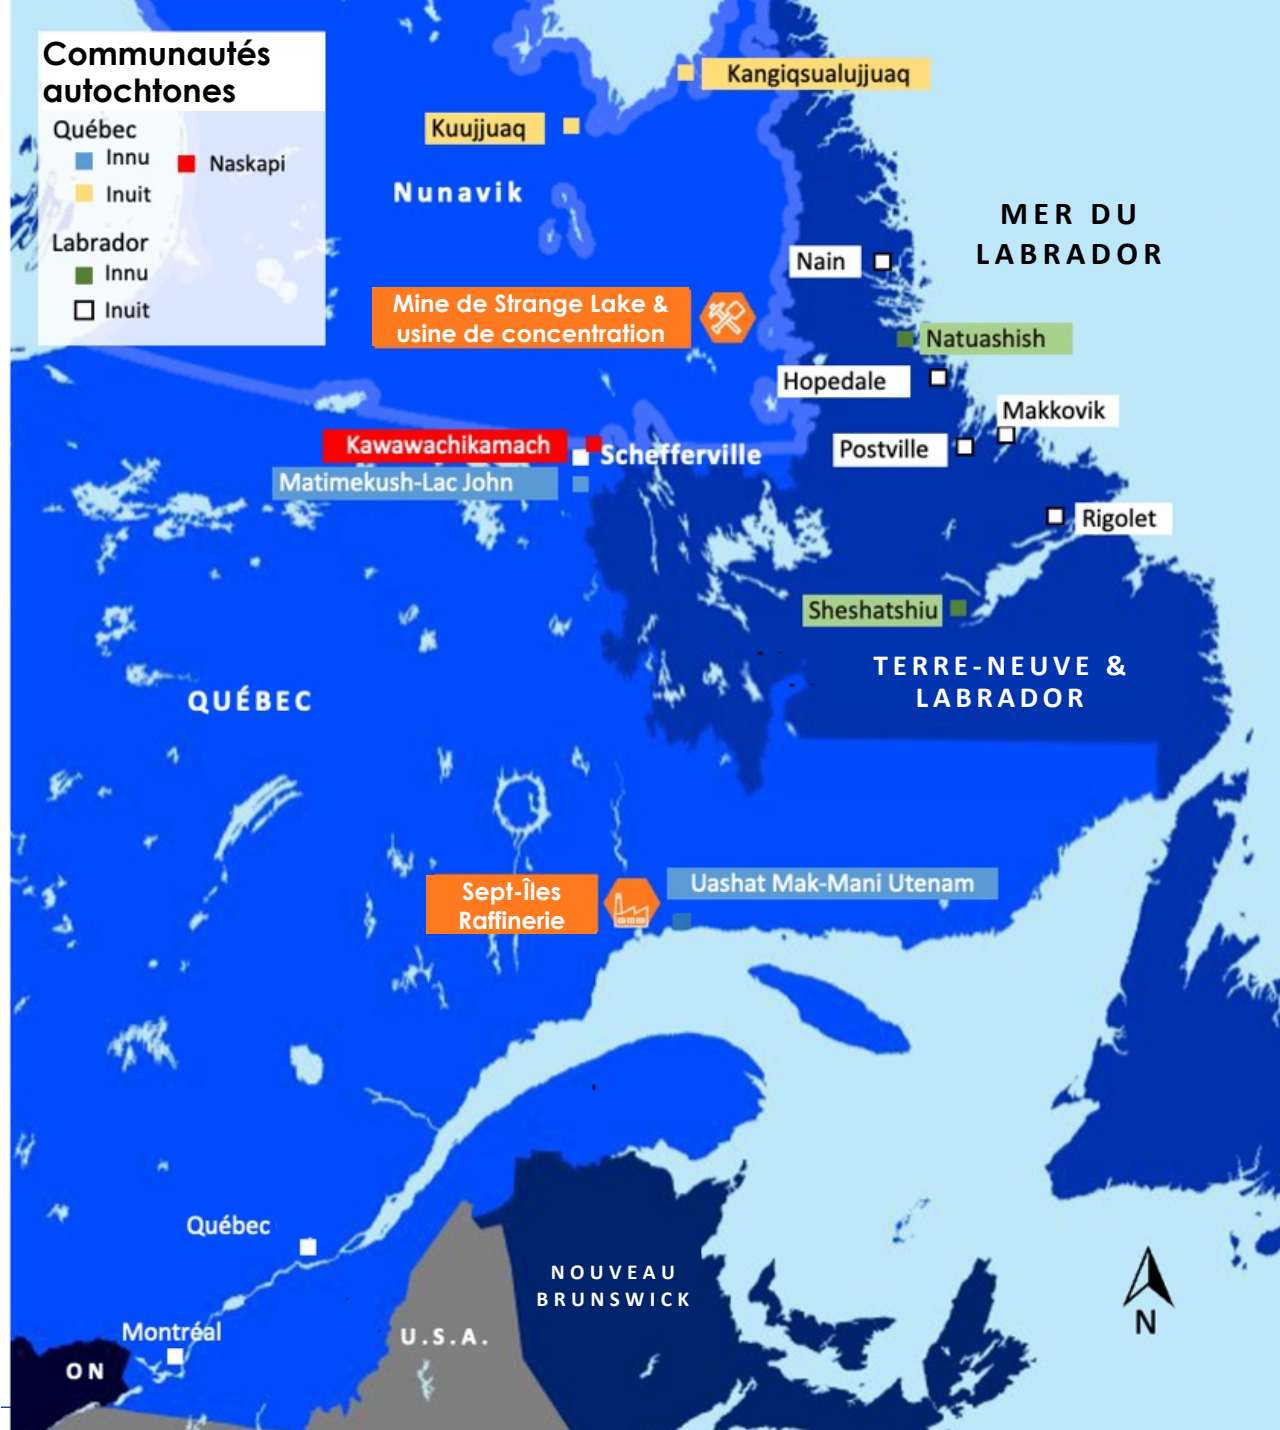 Communautés
autochtones
Québec
Innu
Naskapi
Inuit
Labrador
Innu
Inuit
Kangiqsualujjuaq
Kuujjuaq
Nunavik
MER DU
LABRADOR
Nain
Mine de Strange Lake &
usine de concentration
Natuashish
Hopedale
Makkovik
Kawawachikamach
Schefferville
Postville
Matimekush-Lac John
Rigolet
Sheshatshiu
TERRE-NEUVE &
LABRADOR
QUÉBEC
Uashat Mak-Mani Utenam
Sept-Îles
Raffinerie
Québec
NOUVEAU
BRUNSWICK
Montréal
U.S.A.
ON
N